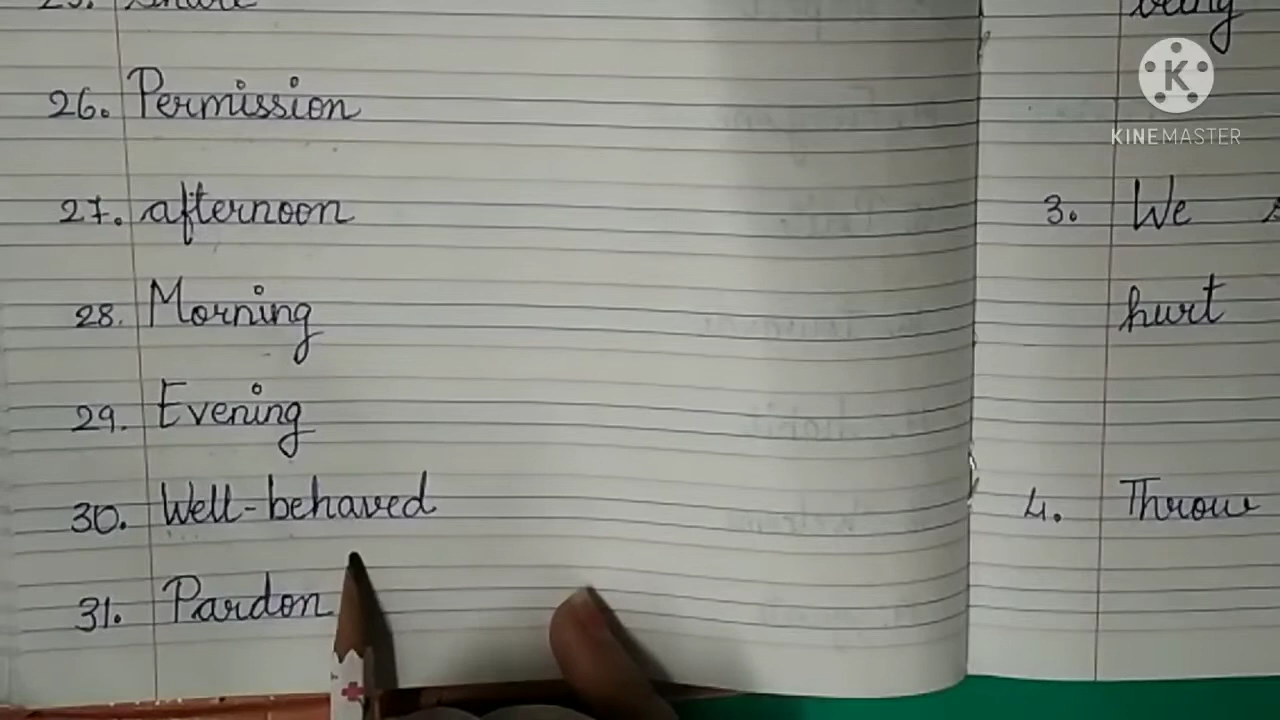 26. Permission
27. afternoon
28. Morning
29. Evening
30. Well-behaved
31. Pardon
being
3. We
hurt
4. Throw
K
KINEMASTER